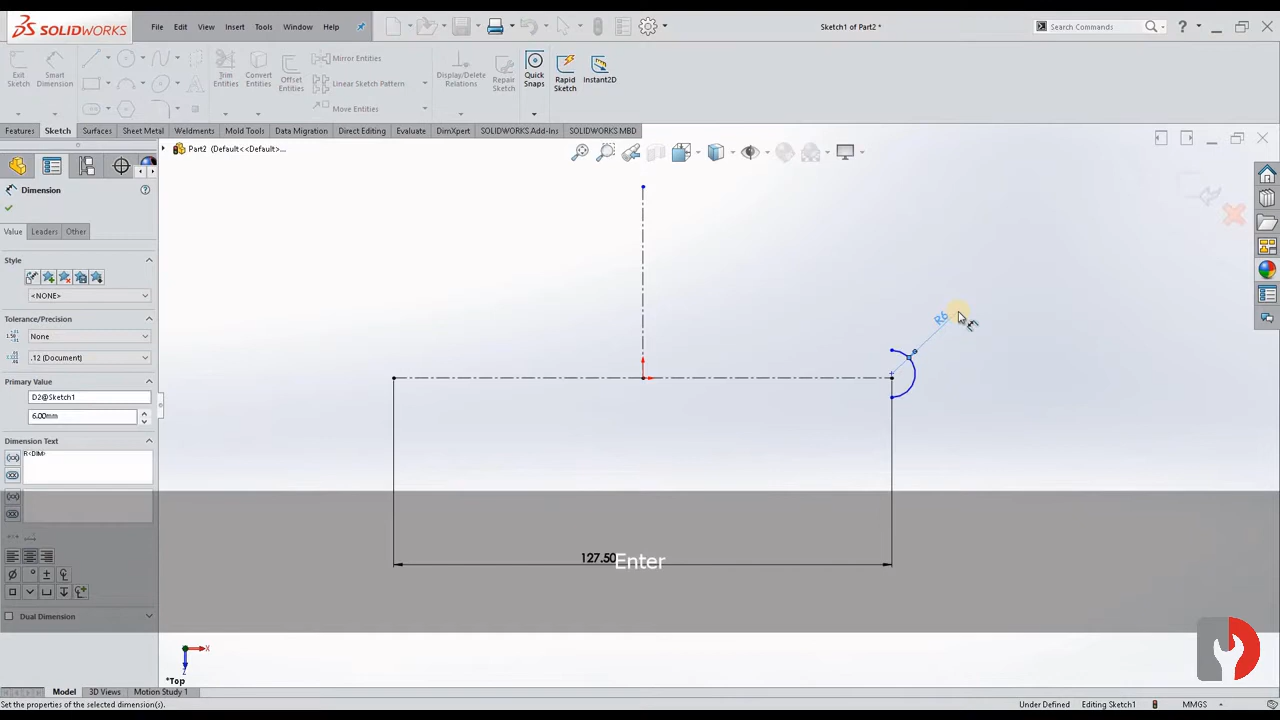 SOLIDWORKS
File Edit View Insert Tools Window Help
Sketch1 of Part2 *
Search Commands
?
Exit Sketch
Smart Dimension
Trim Entities
Convert Entities
Offset Entities
Mirror Entities
Linear Sketch Pattern
Move Entities
Display/Delete Relations
Repair Sketch
Quick Snaps
Rapid Sketch
Instant2D
Features Sketch Surfaces Sheet Metal Weldments Mold Tools Data Migration Direct Editing Evaluate DimXpert SOLIDWORKS Add-Ins SOLIDWORKS MBD
Part2 (Default<<Default>...
Dimension
Value Leaders Other
Style
<NONE>
Tolerance/Precision
None
.12 (Document)
Primary Value
D2@Sketch1
6.00mm
Dimension Text
R<DIM>
Dual Dimension
R6
127.50
Enter
X
Z
*Top
Model 3D Views Motion Study 1
Set the properties of the selected dimension(s).
Under Defined Editing Sketch1 MMGS